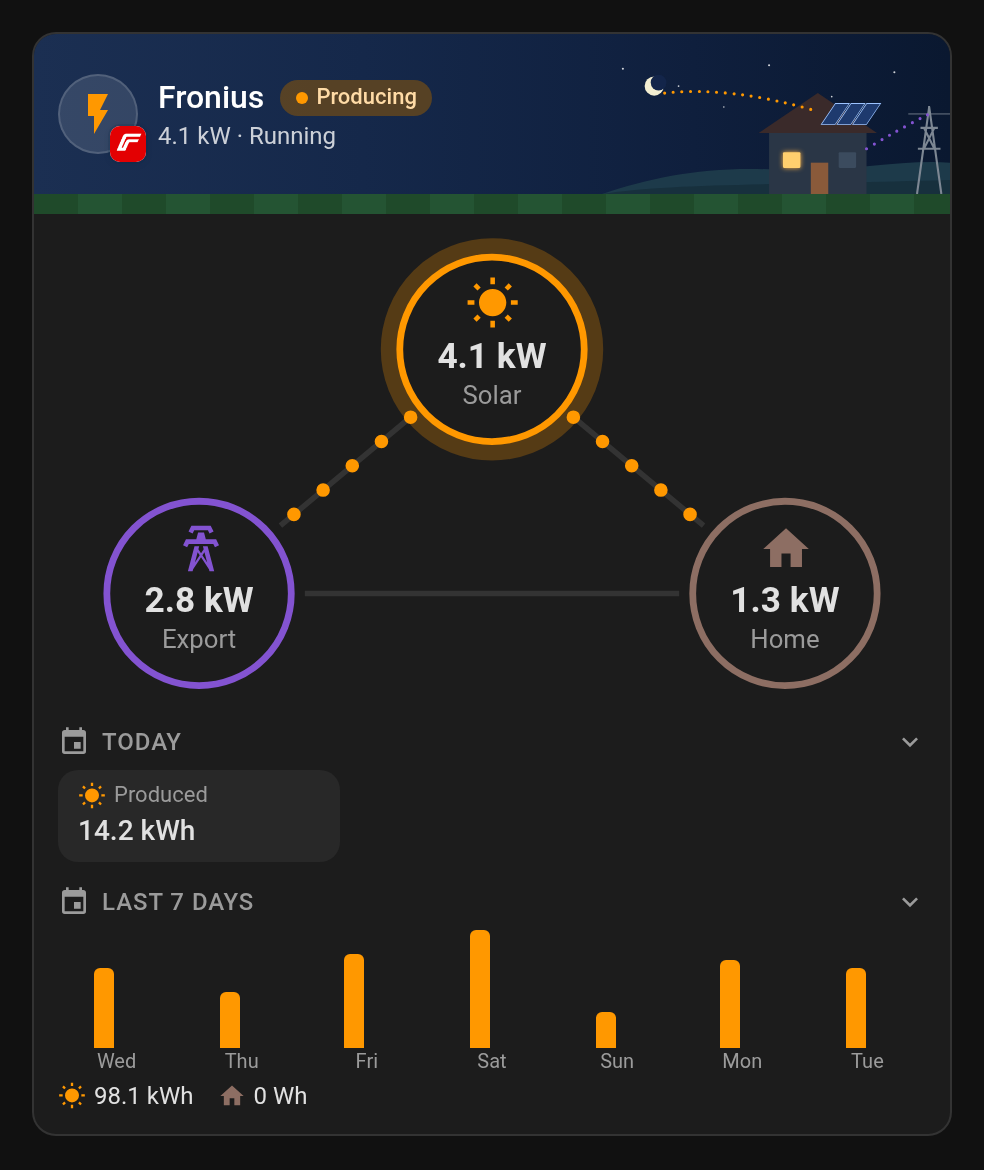 Fronius
Producing
4.1 kW · Running
4.1 kW
Solar
2.8 kW
Export
1.3 kW
Home
TODAY
Produced
14.2 kWh
LAST 7 DAYS
Wed Thu Fri Sat Sun Mon Tue
98.1 kWh 0 Wh